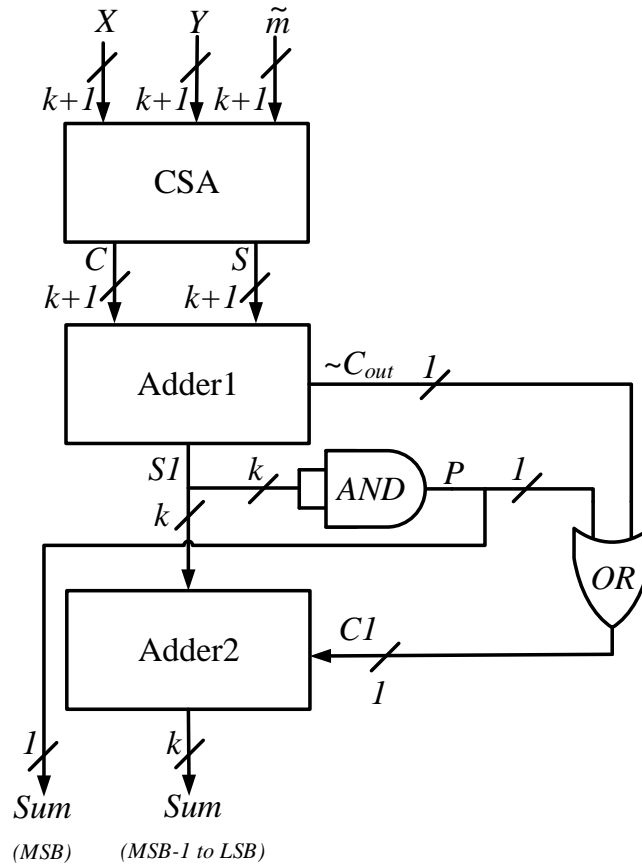 X Y m̃
k+1 k+1 k+1
CSA
C S
k+1 k+1
Adder1
~C_out 1
S1 k AND P 1
k
OR
Adder2
C1
1
1 k
Sum Sum
(MSB) (MSB-1 to LSB)